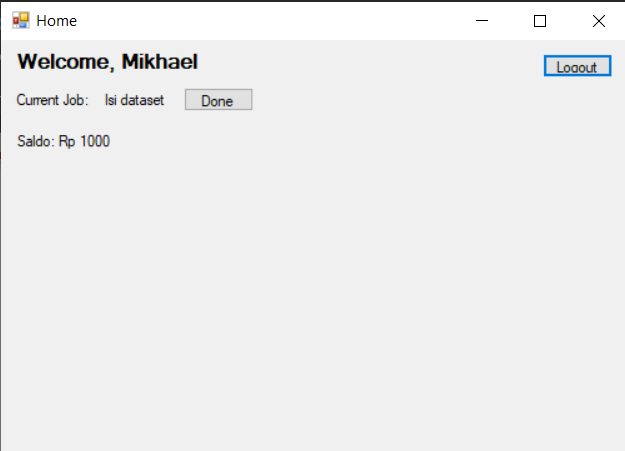 Home
Welcome, Mikhael
Logout
Current Job: Isi dataset Done
Saldo: Rp 1000